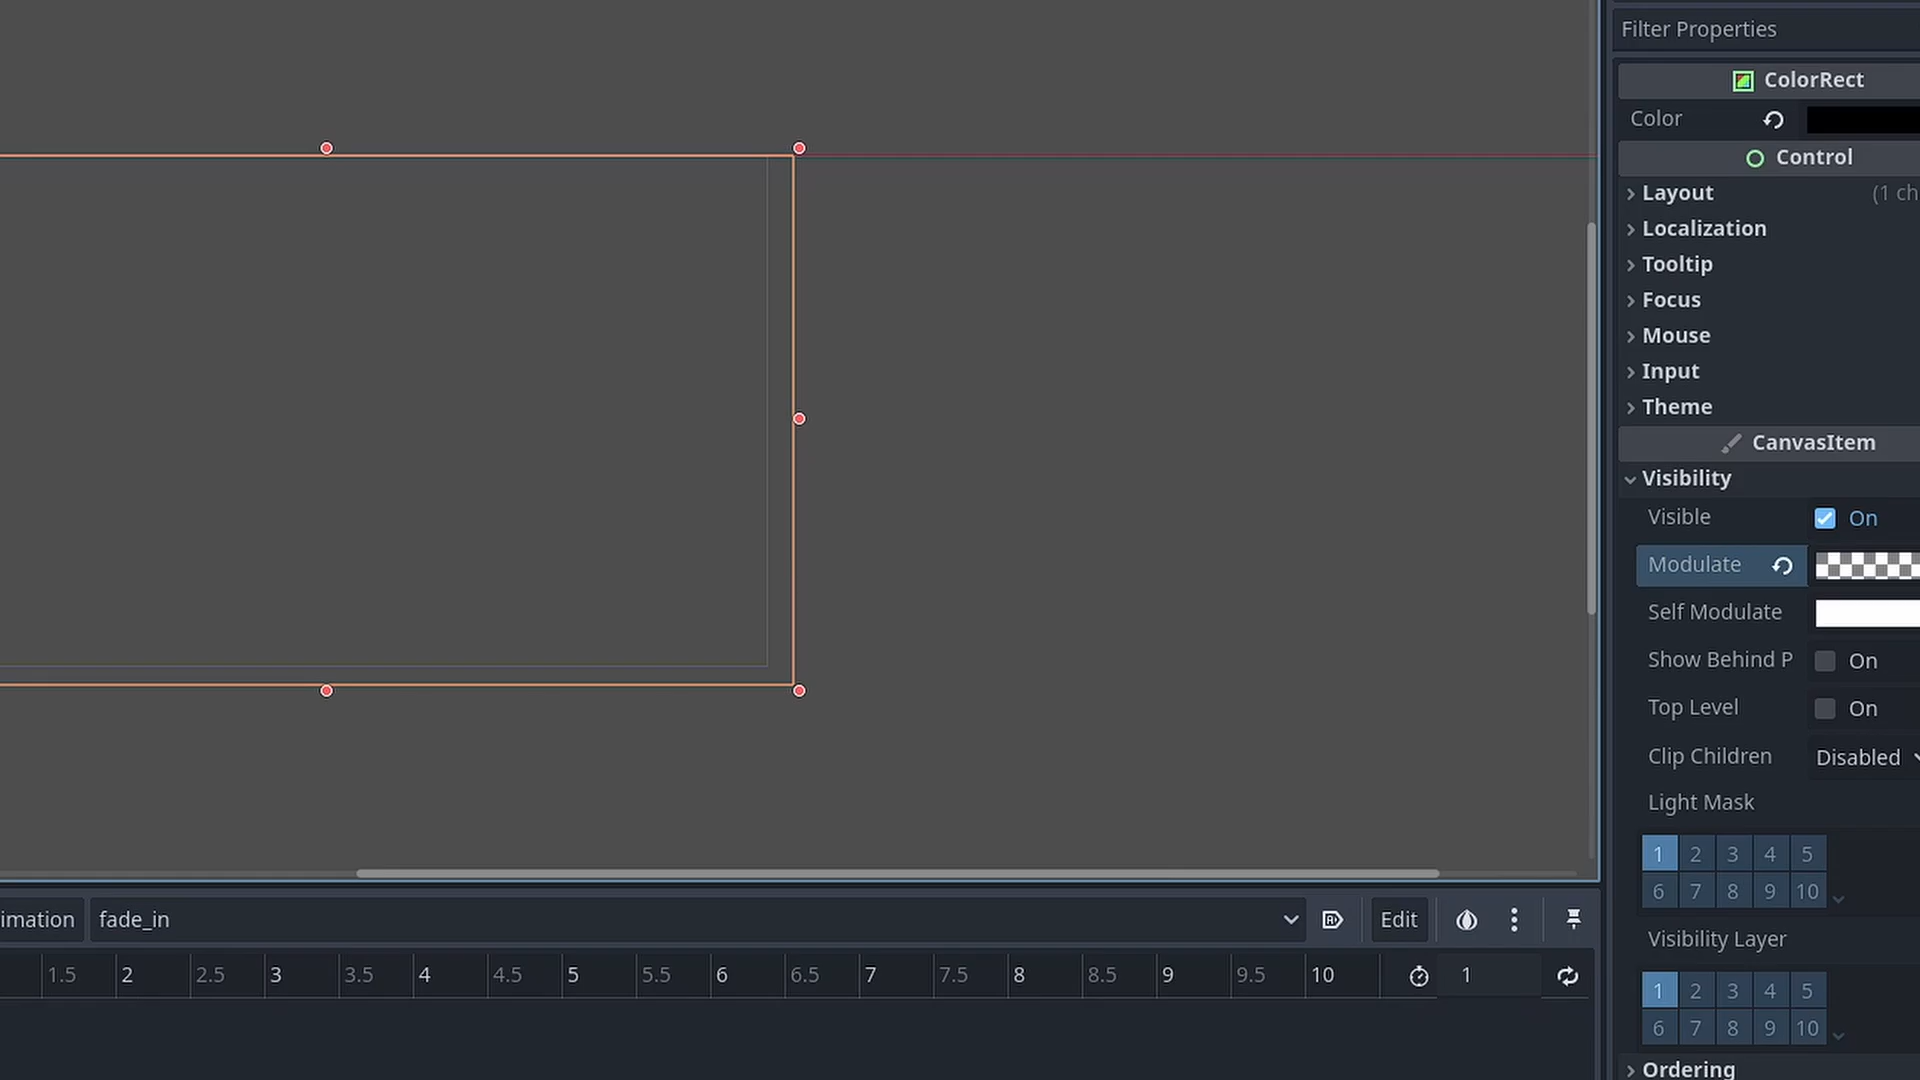 Filter Properties
ColorRect
Color
Control
Layout (1 ch
Localization
Tooltip
Focus
Mouse
Input
Theme
CanvasItem
Visibility
Visible On
Modulate
Self Modulate
Show Behind P On
Top Level On
Clip Children Disabled
Light Mask
1 2 3 4 5
6 7 8 9 10
Visibility Layer
1 2 3 4 5
6 7 8 9 10
Ordering
imation fade_in Edit
1.5 2 2.5 3 3.5 4 4.5 5 5.5 6 6.5 7 7.5 8 8.5 9 9.5 10 1